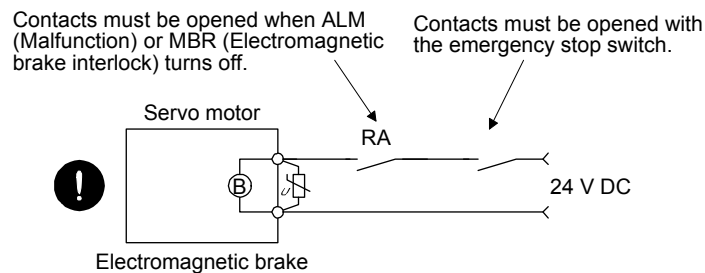 Contacts must be opened when ALM
(Malfunction) or MBR (Electromagnetic
brake interlock) turns off.
Contacts must be opened with
the emergency stop switch.
Servo motor
RA
B
U
24 V DC
Electromagnetic brake